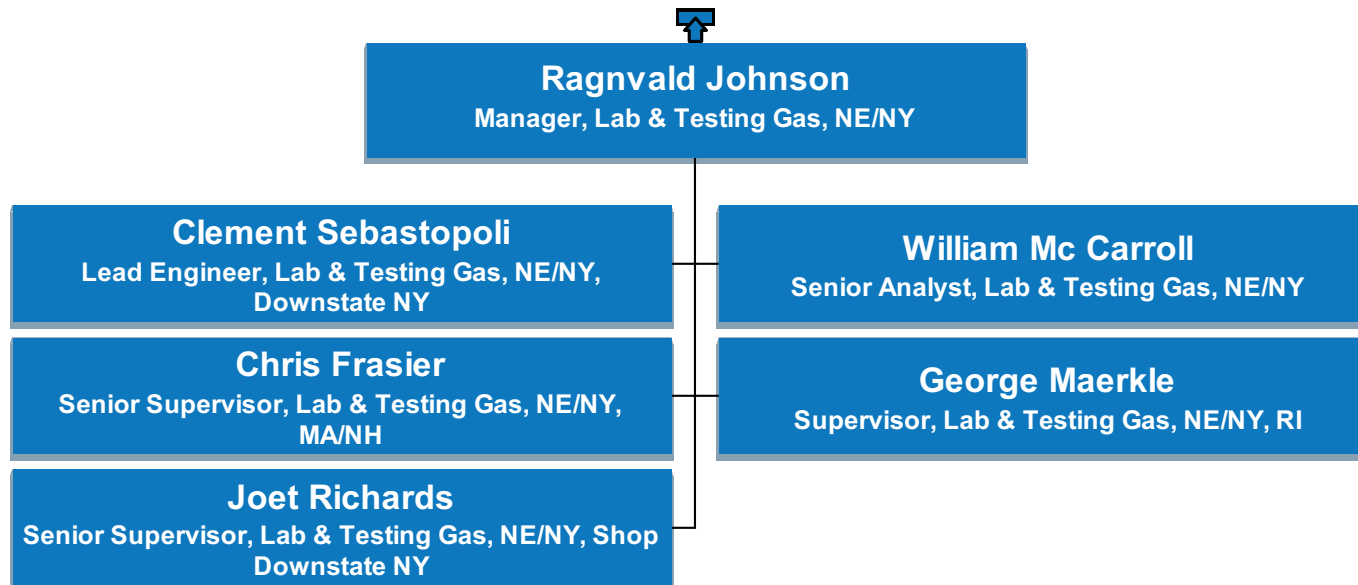 Ragnvald Johnson
Manager, Lab & Testing Gas, NE/NY
Clement Sebastopoli
Lead Engineer, Lab & Testing Gas, NE/NY,
Downstate NY
William Mc Carroll
Senior Analyst, Lab & Testing Gas, NE/NY
Chris Frasier
Senior Supervisor, Lab & Testing Gas, NE/NY,
MA/NH
George Maerkle
Supervisor, Lab & Testing Gas, NE/NY, RI
Joet Richards
Senior Supervisor, Lab & Testing Gas, NE/NY, Shop
Downstate NY